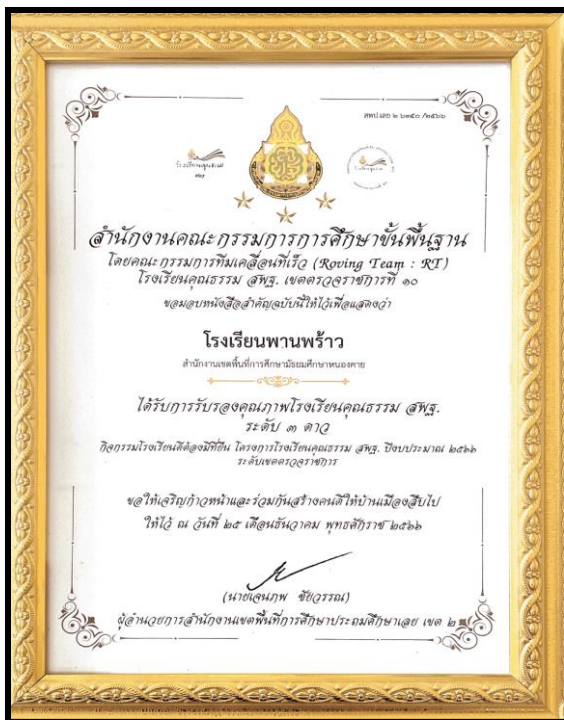 สพป.เลย ๒ ๒๓๕๐ /๒๕๖๖
โรงเรียนคุณธรรม
สพฐ
สำนักงานคณะกรรมการการศึกษาขั้นพื้นฐาน
โดยคณะกรรมการทีมเคลื่อนที่เร็ว (Roving Team : RT)
โรงเรียนคุณธรรม สพฐ. เขตตรวจราชการที่ ๑๐
ขอมอบหนังสือสำคัญฉบับนี้ให้ไว้เพื่อแสดงว่า
โรงเรียนพานพร้าว
สำนักงานเขตพื้นที่การศึกษามัธยมศึกษาหนองคาย
ได้รับการรับรองคุณภาพโรงเรียนคุณธรรม สพฐ.
ระดับ ๓ ดาว
กิจกรรมโรงเรียนดีต้องมีที่ยืน โครงการโรงเรียนคุณธรรม สพฐ. ปีงบประมาณ ๒๕๖๖
ระดับเขตตรวจราชการ
ขอให้เจริญก้าวหน้าและร่วมกันสร้างคนดีให้บ้านเมืองสืบไป
ให้ไว้ ณ วันที่ ๒๕ เดือนธันวาคม พุทธศักราช ๒๕๖๖
(นายเจนภพ ชัยวรรณ)
ผู้อำนวยการสำนักงานเขตพื้นที่การศึกษาประถมศึกษาเลย เขต ๒